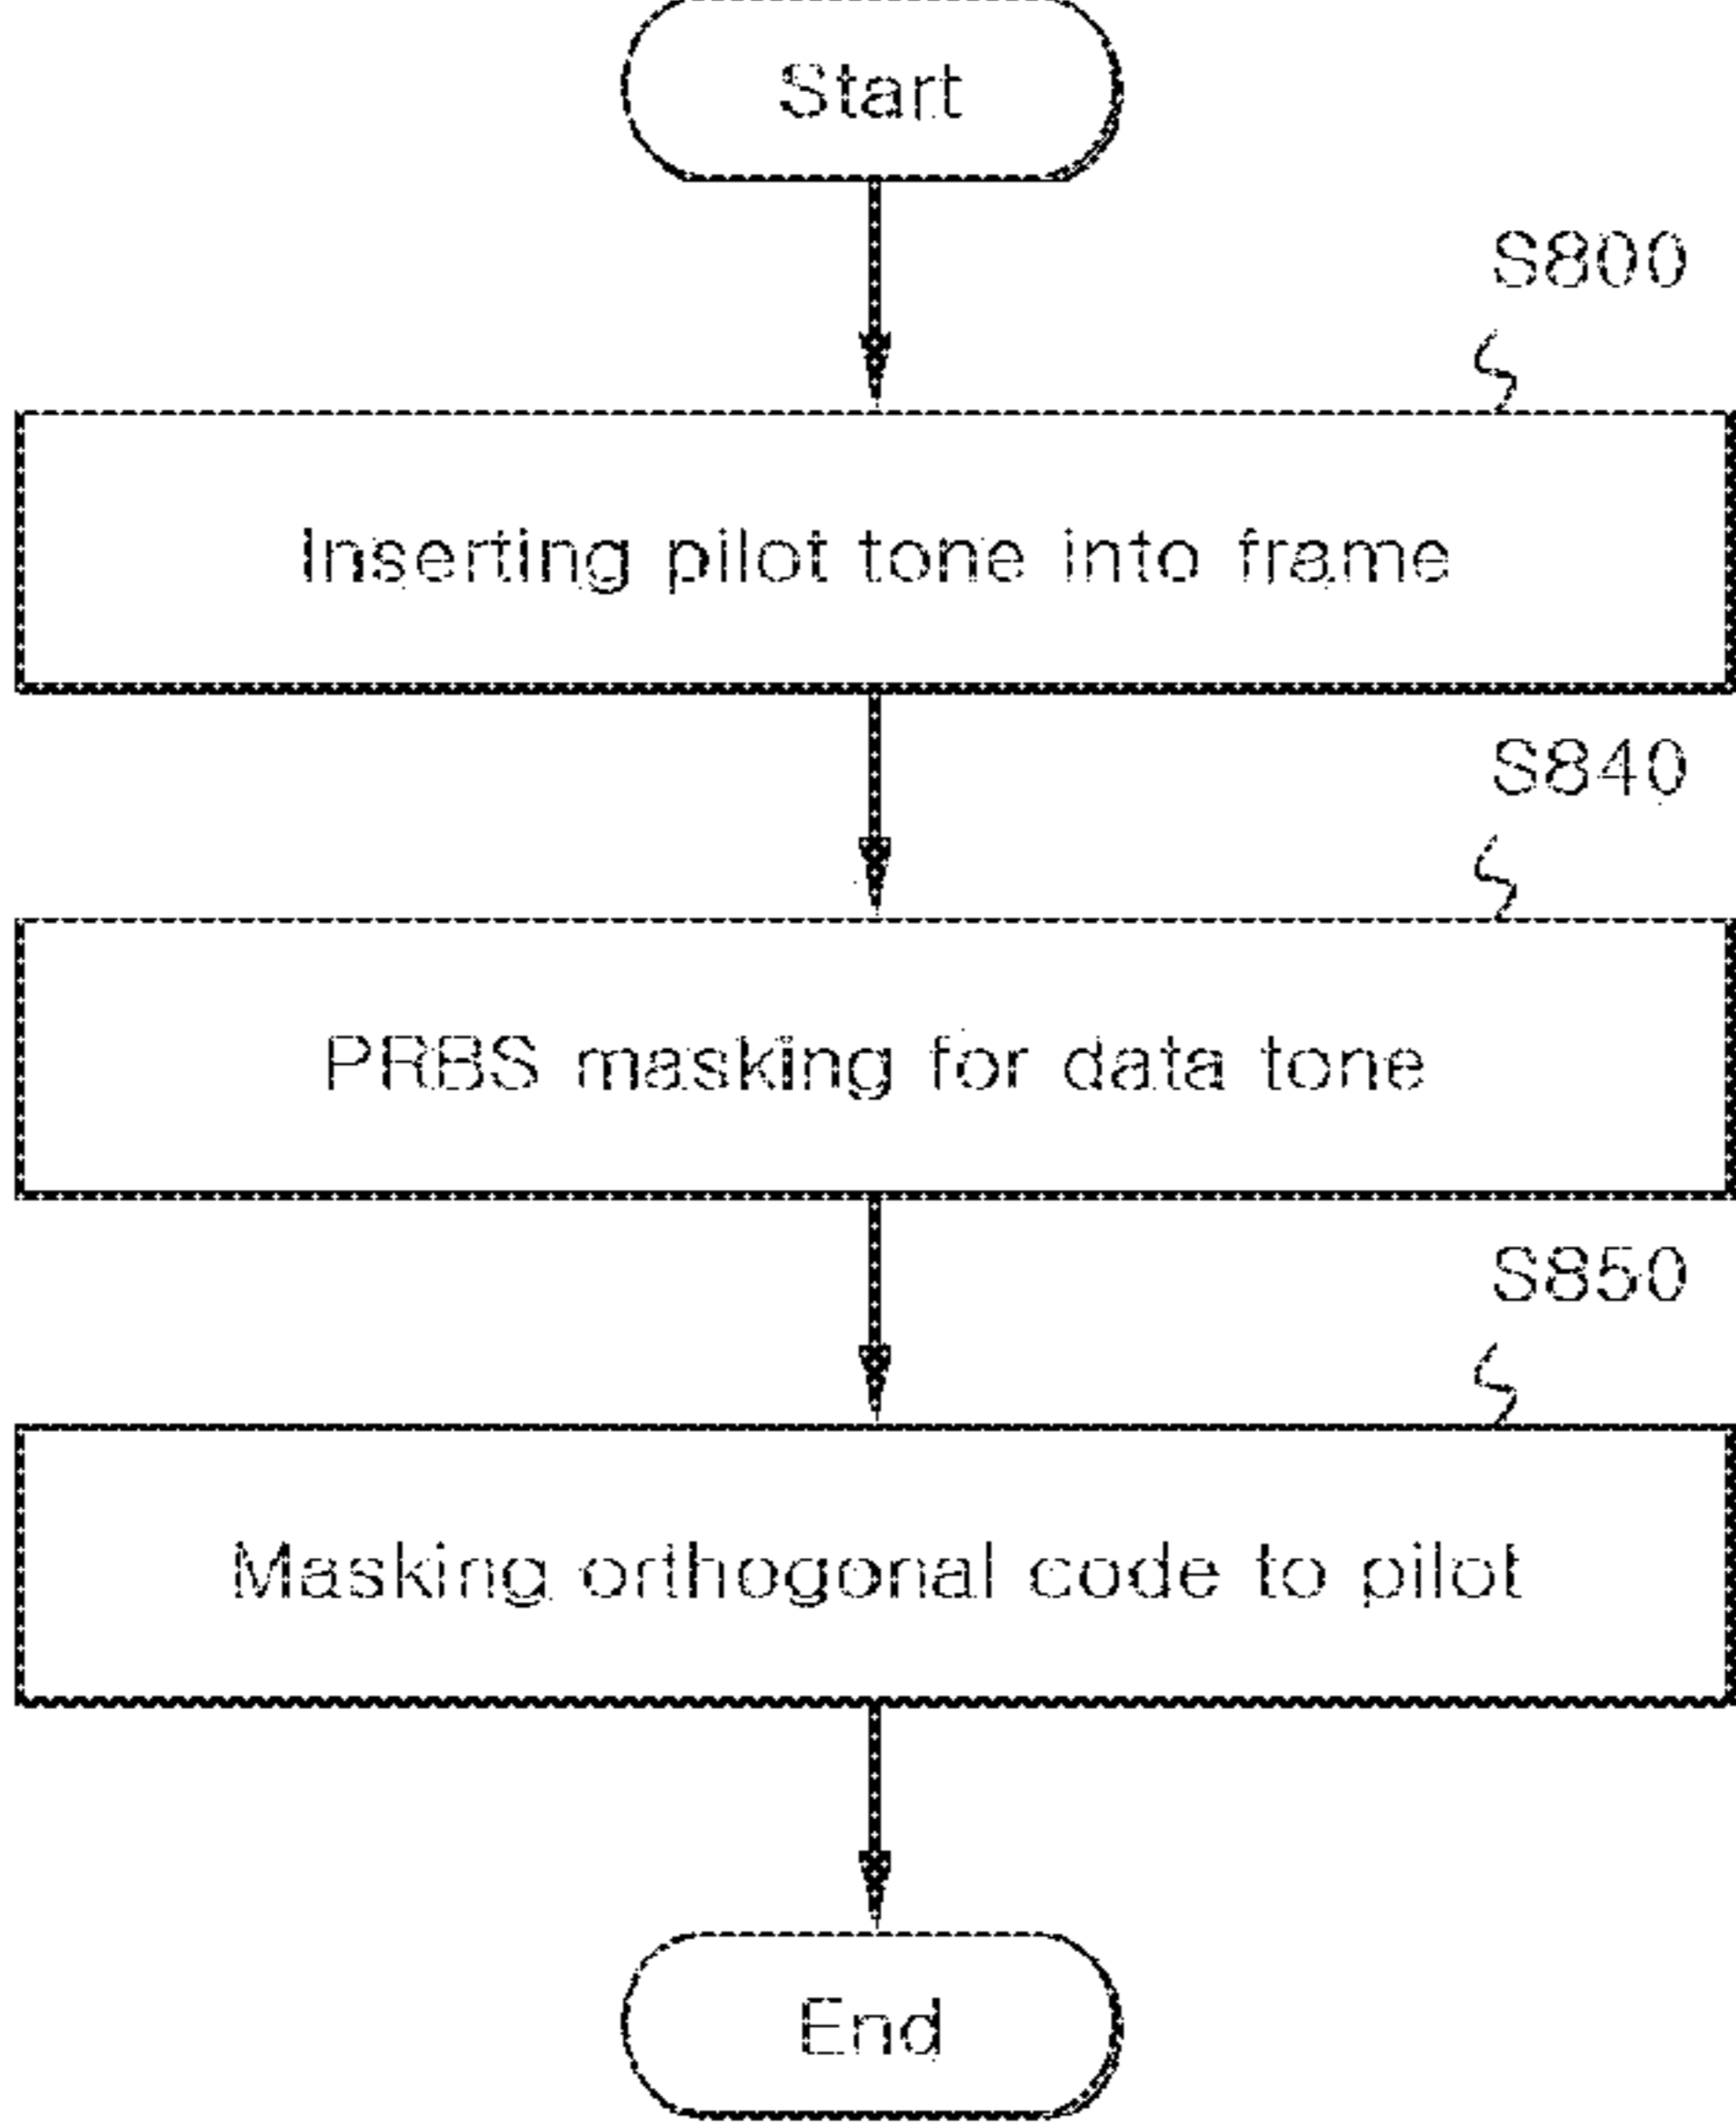 Start
S800
Inserting pilot tone into frame
S840
PRBS masking for data tone
S850
Masking orthogonal code to pilot
End